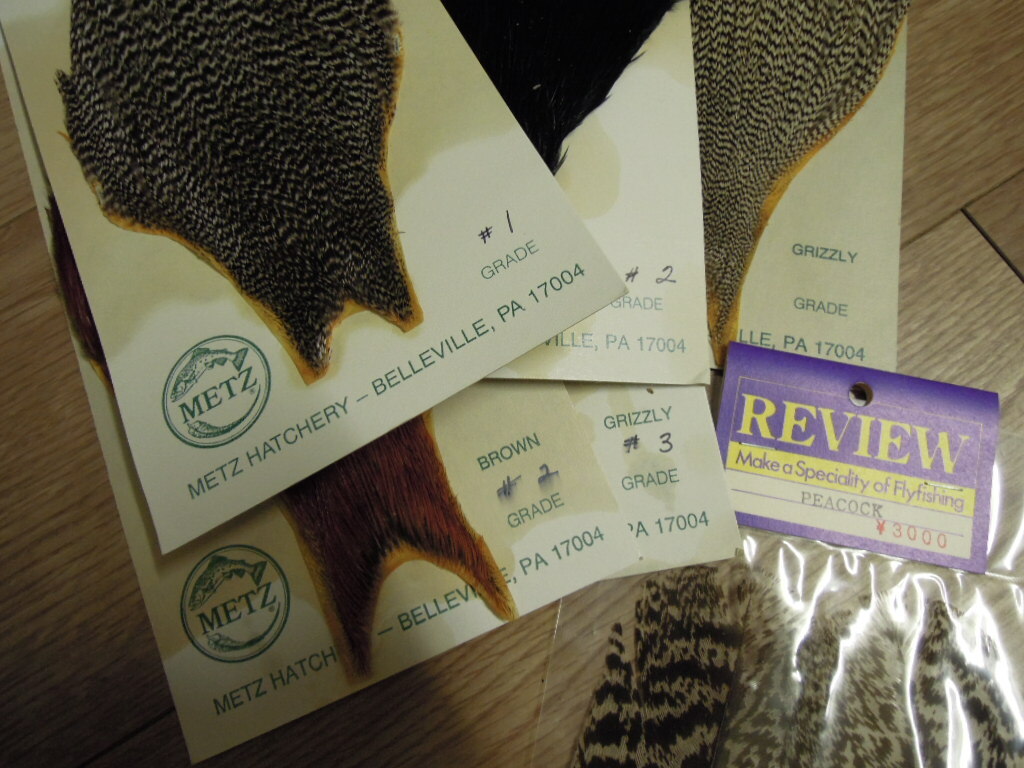 # 1
GRADE
METZ
METZ HATCHERY – BELLEVILLE, PA 17004
# 2
GRADE
VILLE, PA 17004
GRIZZLY
GRADE
LLE, PA 17004
BROWN
# 2
GRADE
METZ
METZ HATCH – BELLEV E, PA 17004
GRIZZLY
# 3
GRADE
PA 17004
REVIEW
Make a Speciality of Flyfishing
PEACOCK
¥3000